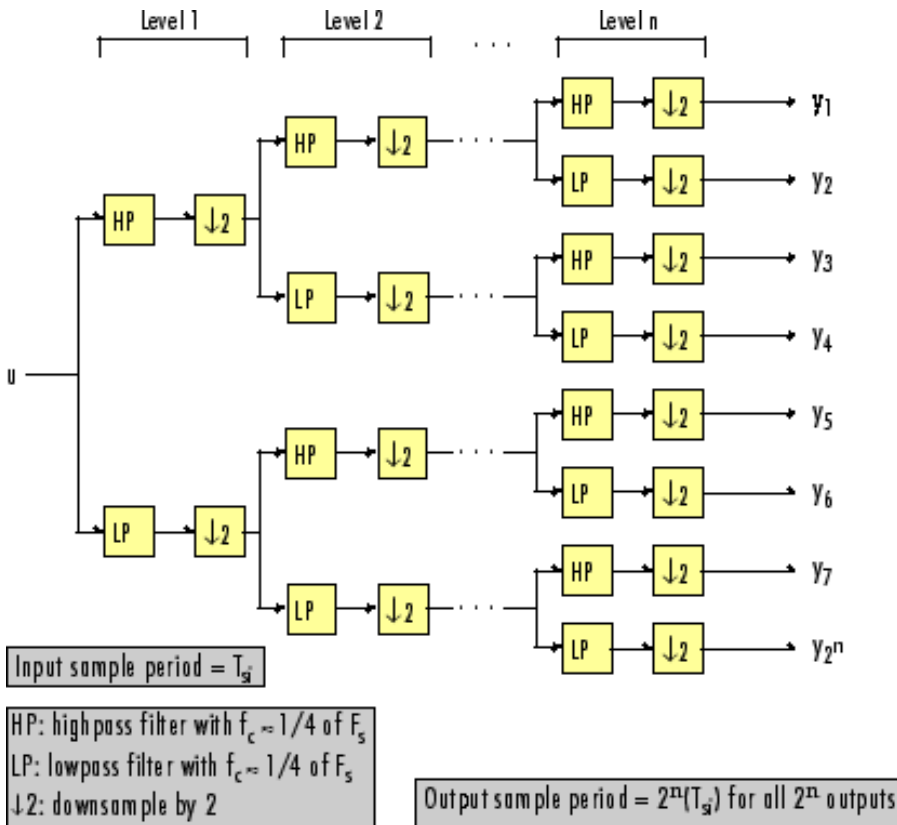 Level 1 Level 2 . . . Level n
HP ↓2 y1
HP ↓2 . . .
LP ↓2 y2
HP ↓2
HP ↓2 y3
LP ↓2 . . .
LP ↓2 y4
u
HP ↓2 y5
HP ↓2 . . .
LP ↓2 y6
LP ↓2
HP ↓2 y7
LP ↓2 . . .
LP ↓2 y2ⁿ
Input sample period = Tsi
HP: highpass filter with fc ≈ 1/4 of Fs
LP: lowpass filter with fc ≈ 1/4 of Fs
↓2: downsample by 2
Output sample period = 2ⁿ(Tsi) for all 2ⁿ outputs